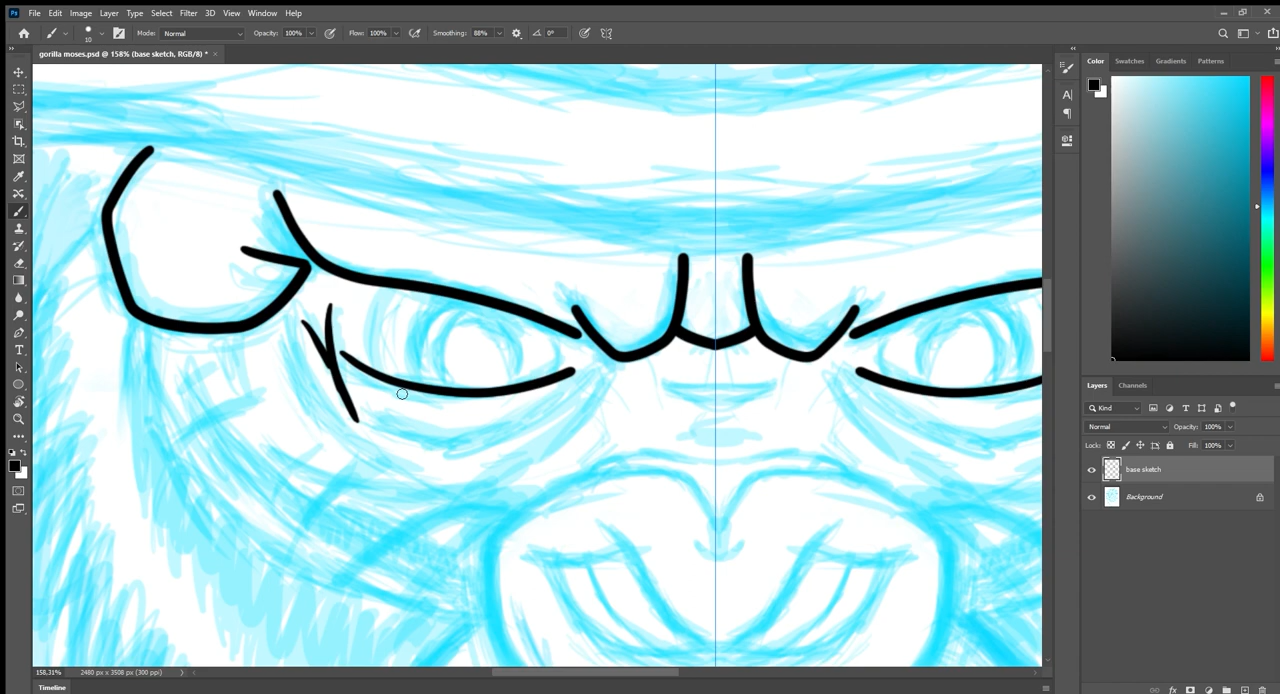 Ps File Edit Image Layer Type Select Filter 3D View Window Help
10 Mode: Normal Opacity: 100% Flow: 100% Smoothing: 88% 0°
gorilla moses.psd @ 158% (base sketch, RGB/8) * ×
Color Swatches Gradients Patterns
Layers Channels
Kind
Normal Opacity: 100%
Lock: Fill: 100%
base sketch
Background
158.31% 2480 px x 3508 px (300 ppi)
Timeline